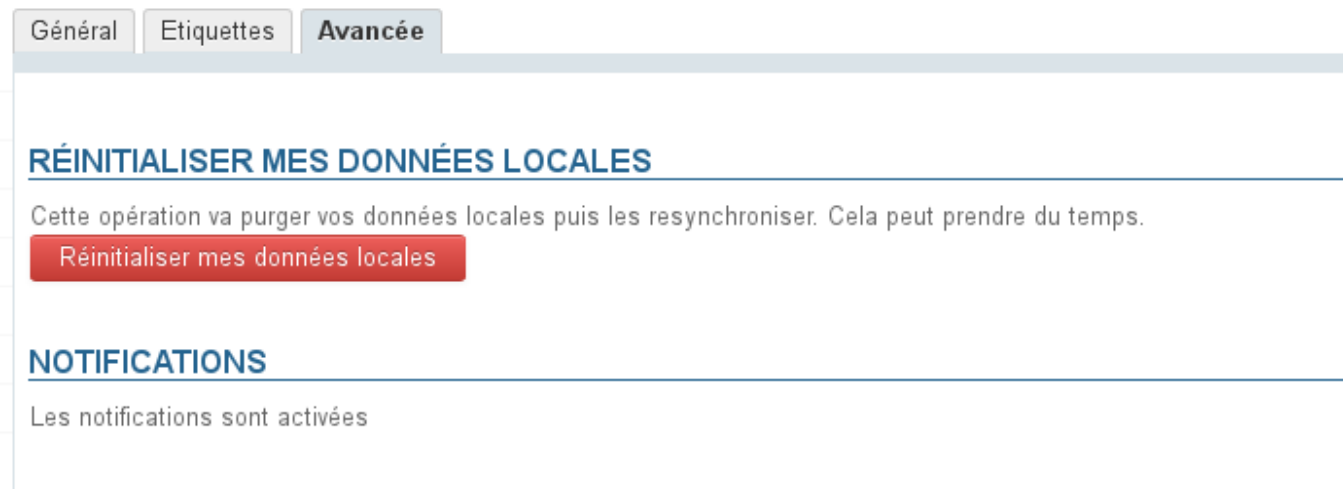 Général Etiquettes Avancée
RÉINITIALISER MES DONNÉES LOCALES
Cette opération va purger vos données locales puis les resynchroniser. Cela peut prendre du temps.
Réinitialiser mes données locales
NOTIFICATIONS
Les notifications sont activées